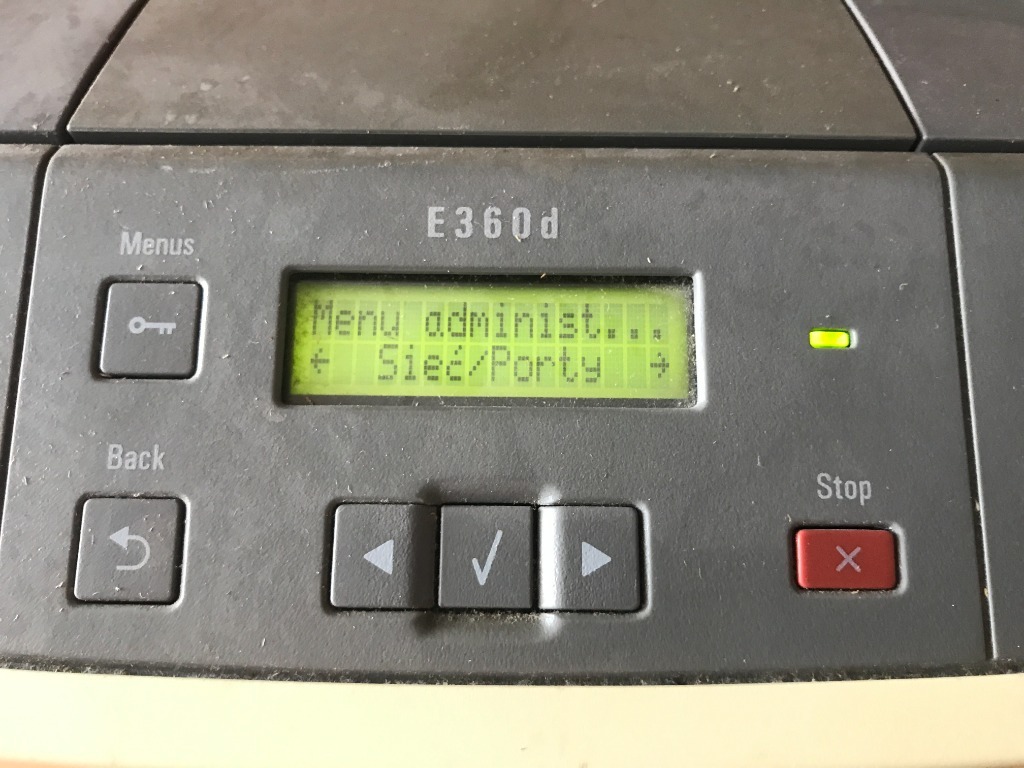 E360d
Menus
Menu administ...
← Sieć/Porty →
Back
Stop